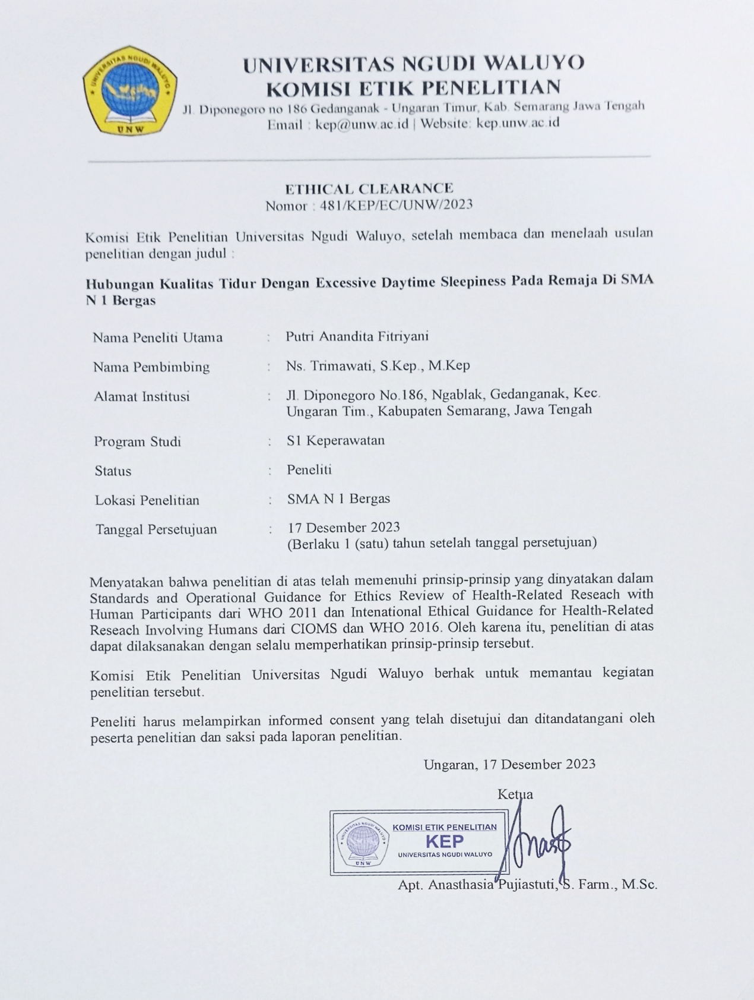 UNIVERSITAS NGUDI WALUYO
UNW
UNIVERSITAS NGUDI WALUYO
KOMISI ETIK PENELITIAN
Jl. Diponegoro no 186 Gedanganak - Ungaran Timur, Kab. Semarang Jawa Tengah
Email : kep@unw.ac.id | Website: kep.unw.ac.id
ETHICAL CLEARANCE
Nomor : 481/KEP/EC/UNW/2023
Komisi Etik Penelitian Universitas Ngudi Waluyo, setelah membaca dan menelaah usulan
penelitian dengan judul :
Hubungan Kualitas Tidur Dengan Excessive Daytime Sleepiness Pada Remaja Di SMA
N 1 Bergas
Nama Peneliti Utama : Putri Anandita Fitriyani
Nama Pembimbing : Ns. Trimawati, S.Kep., M.Kep
Alamat Institusi : Jl. Diponegoro No.186, Ngablak, Gedanganak, Kec.
Ungaran Tim., Kabupaten Semarang, Jawa Tengah
Program Studi : S1 Keperawatan
Status : Peneliti
Lokasi Penelitian : SMA N 1 Bergas
Tanggal Persetujuan : 17 Desember 2023
(Berlaku 1 (satu) tahun setelah tanggal persetujuan)
Menyatakan bahwa penelitian di atas telah memenuhi prinsip-prinsip yang dinyatakan dalam
Standards and Operational Guidance for Ethics Review of Health-Related Reseach with
Human Participants dari WHO 2011 dan Intenational Ethical Guidance for Health-Related
Reseach Involving Humans dari CIOMS dan WHO 2016. Oleh karena itu, penelitian di atas
dapat dilaksanakan dengan selalu memperhatikan prinsip-prinsip tersebut.
Komisi Etik Penelitian Universitas Ngudi Waluyo berhak untuk memantau kegiatan
penelitian tersebut.
Peneliti harus melampirkan informed consent yang telah disetujui dan ditandatangani oleh
peserta penelitian dan saksi pada laporan penelitian.
Ungaran, 17 Desember 2023
Ketua
UNIVERSITAS NGUDI WALUYO
UNW
KOMISI ETIK PENELITIAN
KEP
UNIVERSITAS NGUDI WALUYO
Apt. Anasthasia Pujiastuti, S. Farm., M.Sc.